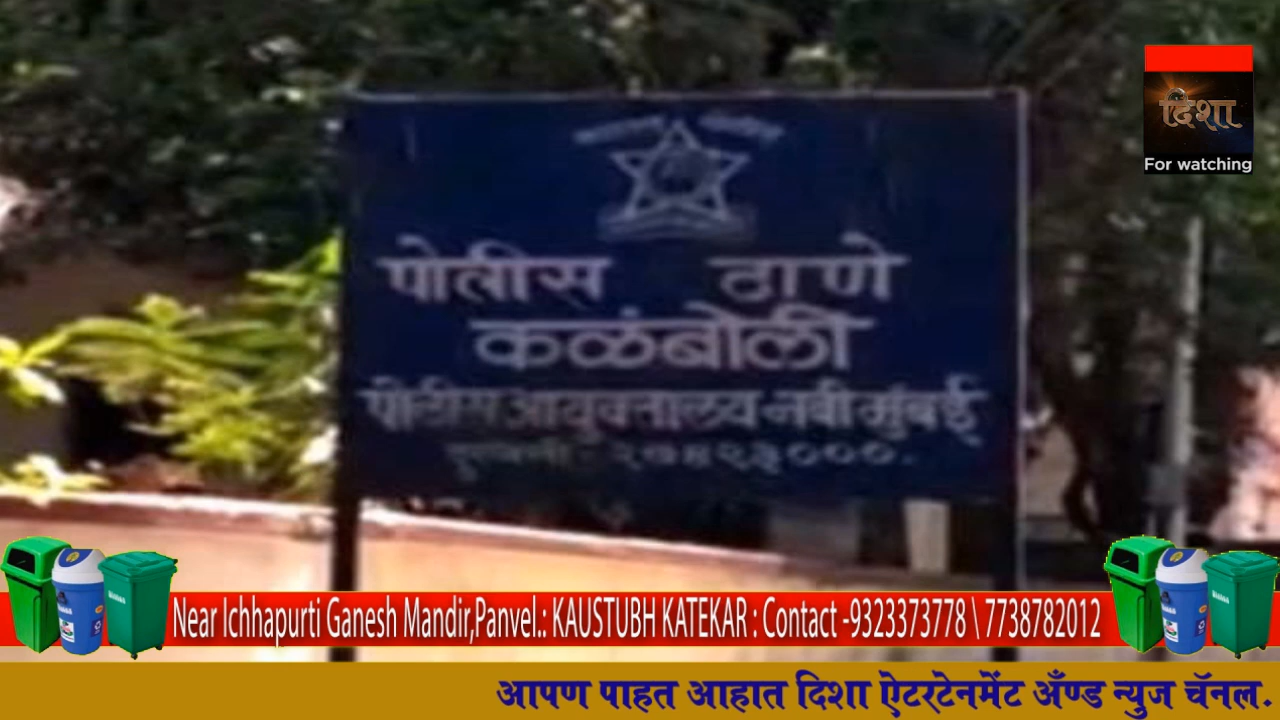 दिशा
For watching
पोलीस ठाणे
कळंबोली
पोलीस आयुक्तालय नवी मुंबई
Near Ichhapurti Ganesh Mandir,Panvel.: KAUSTUBH KATEKAR : Contact -9323373778 \ 7738782012
आपण पाहत आहात दिशा ऐटरटेनमेंट अँण्ड न्युज चॅनल.